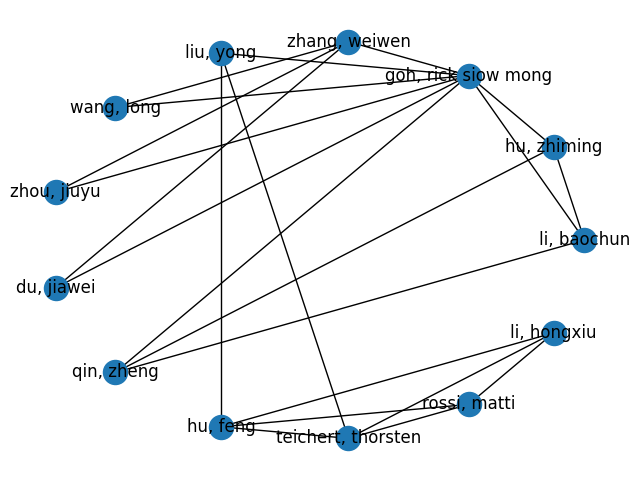 zhang, weiwen
liu, yong
goh, rick siow mong
wang, long
hu, zhiming
zhou, jiuyu
li, baochun
du, jiawei
li, hongxiu
qin, zheng
rossi, matti
hu, feng
teichert, thorsten